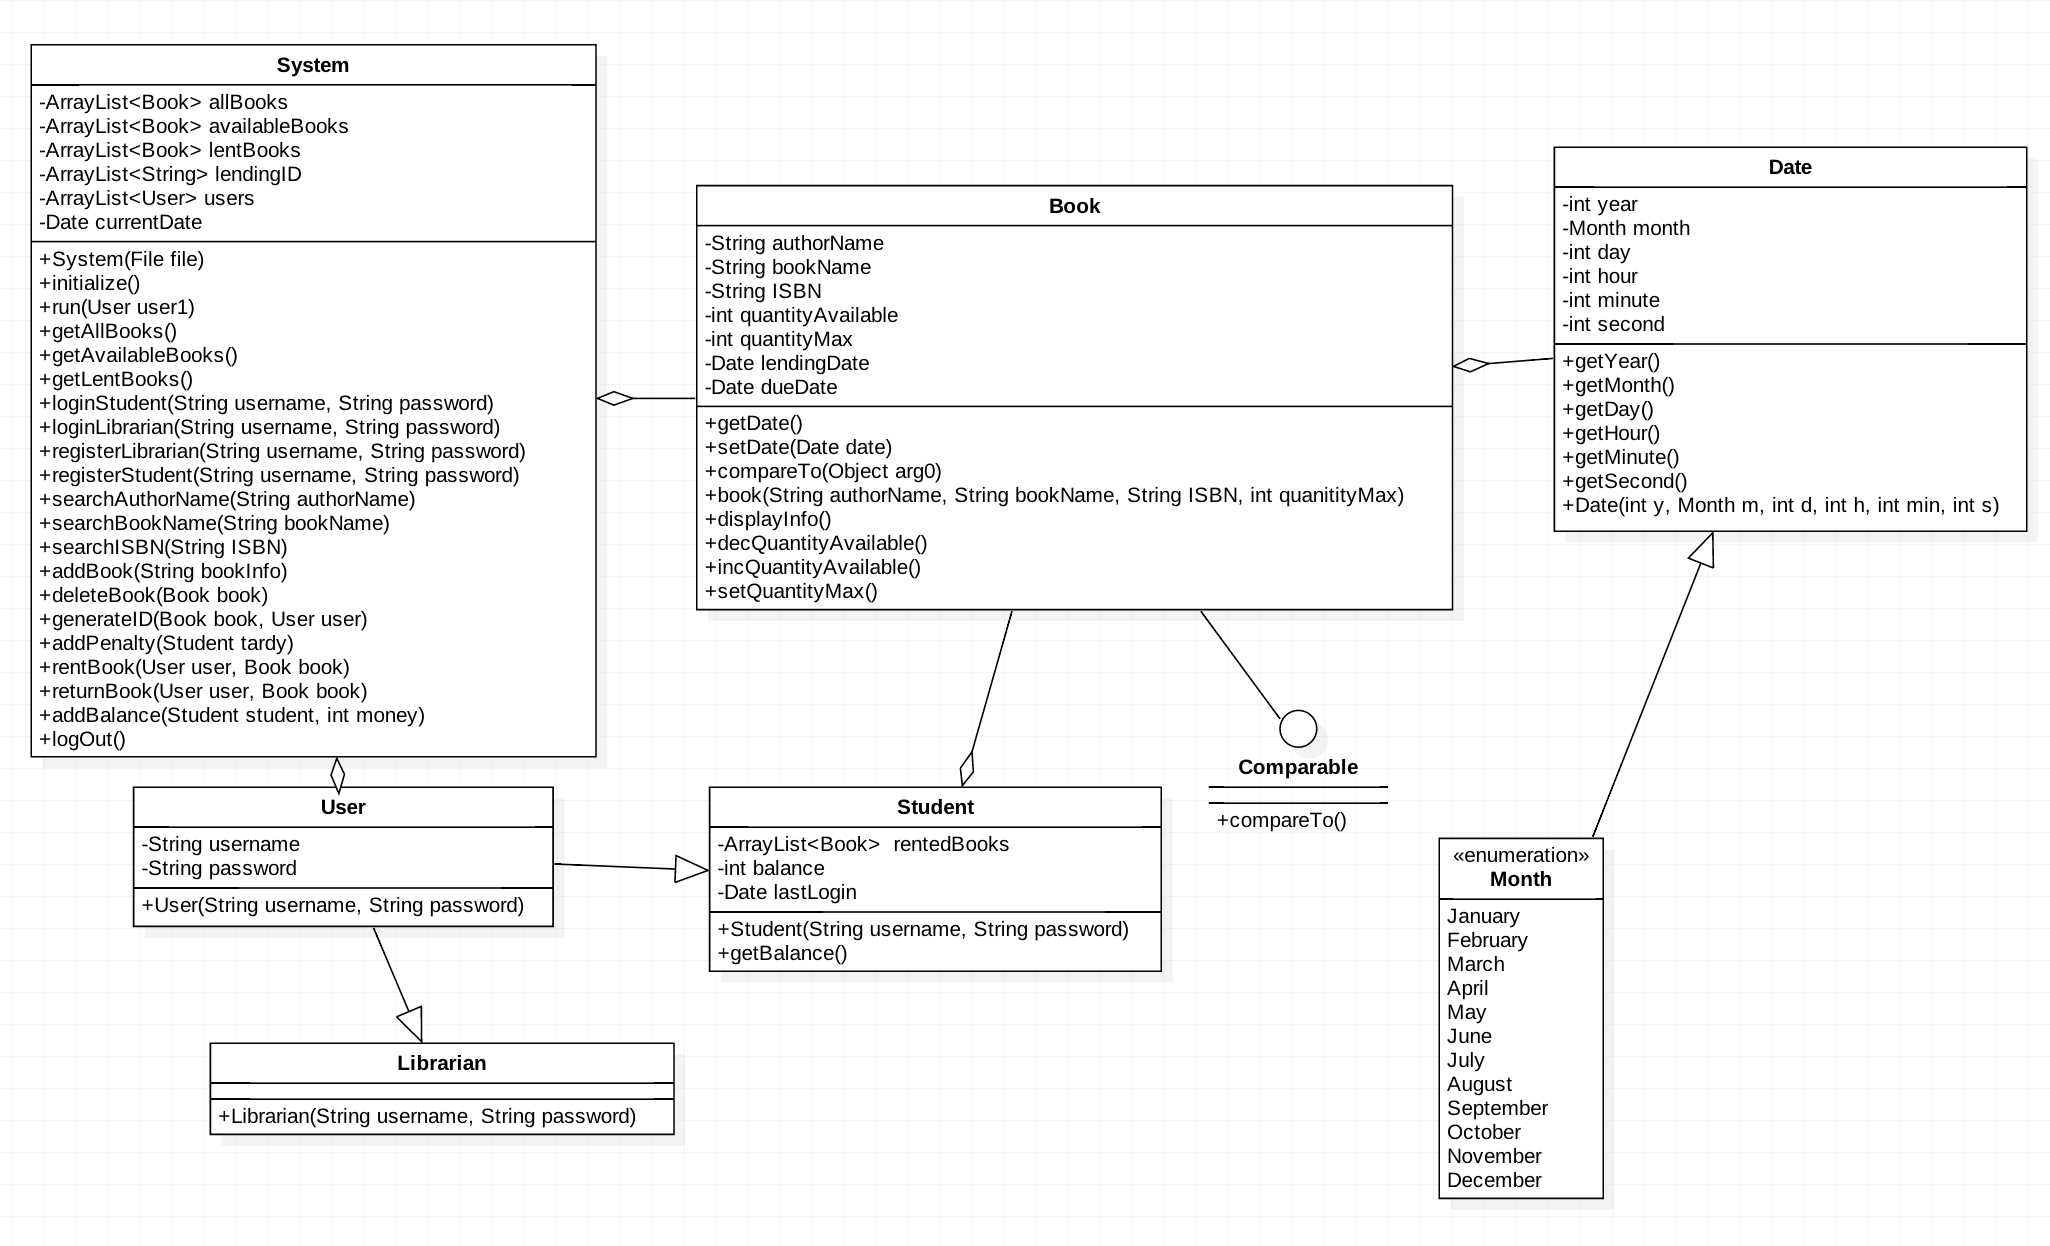 System
-ArrayList<Book> allBooks
-ArrayList<Book> availableBooks
-ArrayList<Book> lentBooks
-ArrayList<String> lendingID
-ArrayList<User> users
-Date currentDate
+System(File file)
+initialize()
+run(User user1)
+getAllBooks()
+getAvailableBooks()
+getLentBooks()
+loginStudent(String username, String password)
+loginLibrarian(String username, String password)
+registerLibrarian(String username, String password)
+registerStudent(String username, String password)
+searchAuthorName(String authorName)
+searchBookName(String bookName)
+searchISBN(String ISBN)
+addBook(String bookInfo)
+deleteBook(Book book)
+generateID(Book book, User user)
+addPenalty(Student tardy)
+rentBook(User user, Book book)
+returnBook(User user, Book book)
+addBalance(Student student, int money)
+logOut()
Book
-String authorName
-String bookName
-String ISBN
-int quantityAvailable
-int quantityMax
-Date lendingDate
-Date dueDate
+getDate()
+setDate(Date date)
+compareTo(Object arg0)
+book(String authorName, String bookName, String ISBN, int quanitityMax)
+displayInfo()
+decQuantityAvailable()
+incQuantityAvailable()
+setQuantityMax()
Date
-int year
-Month month
-int day
-int hour
-int minute
-int second
+getYear()
+getMonth()
+getDay()
+getHour()
+getMinute()
+getSecond()
+Date(int y, Month m, int d, int h, int min, int s)
User
-String username
-String password
+User(String username, String password)
Student
-ArrayList<Book>  rentedBooks
-int balance
-Date lastLogin
+Student(String username, String password)
+getBalance()
Comparable
+compareTo()
Librarian
+Librarian(String username, String password)
«enumeration»
Month
January
February
March
April
May
June
July
August
September
October
November
December